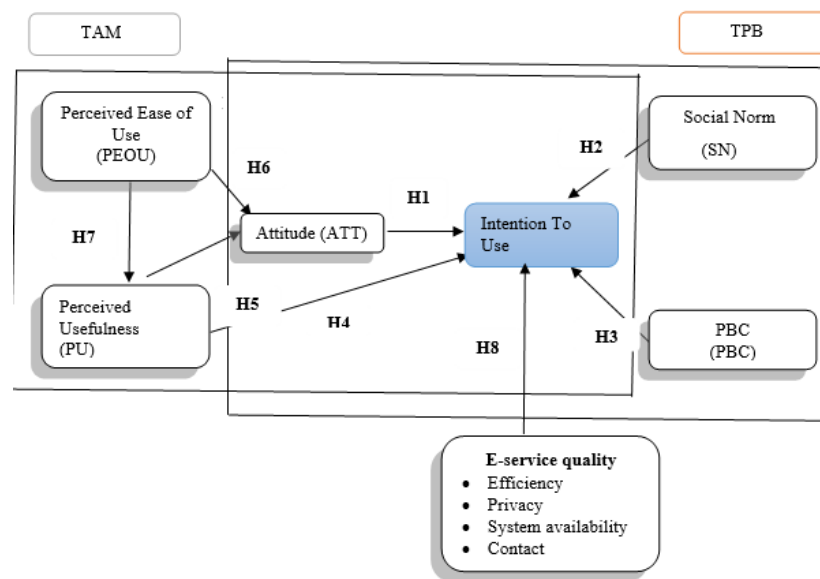 TAM
TPB
Perceived Ease of
Use
(PEOU)
Social Norm
(SN)
H2
H6
H1
Attitude (ATT)
Intention To
Use
H7
Perceived
Usefulness
(PU)
H5
H4
H8
H3
PBC
(PBC)
E-service quality
• Efficiency
• Privacy
• System availability
• Contact